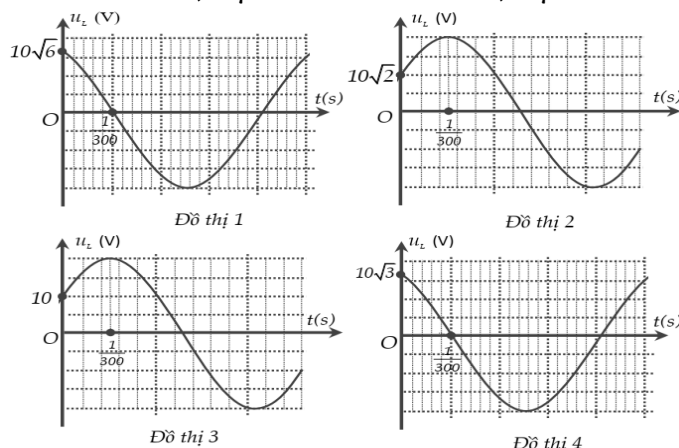 u_L (V)
10√6
O
1/300
t(s)
Đồ thị 1
u_L (V)
10√2
O
1/300
t(s)
Đồ thị 2
u_L (V)
10
O
1/300
t(s)
Đồ thị 3
u_L (V)
10√3
O
1/300
t(s)
Đồ thị 4